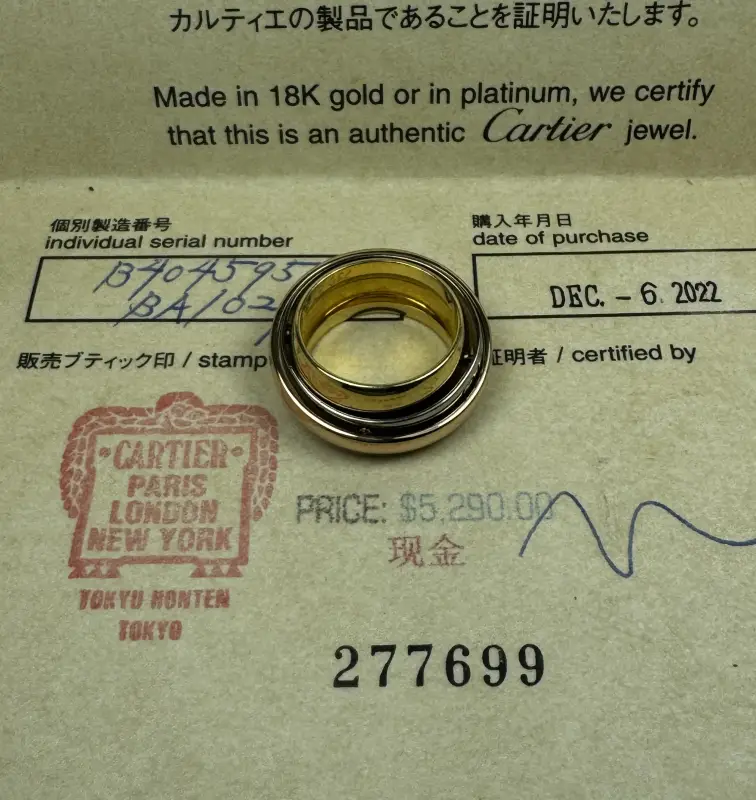 カルティエの製品であることを証明いたします。
Made in 18K gold or in platinum, we certify
that this is an authentic Cartier jewel.
個別製造番号
individual serial number
購入年月日
date of purchase
B404595
BA102
DEC. - 6. 2022
販売ブティック印 / stamp
証明者 / certified by
CARTIER
PARIS
LONDON
NEW YORK
TOKYU HONTEN
TOKYO
PRICE: $5,290.00
现金
277699